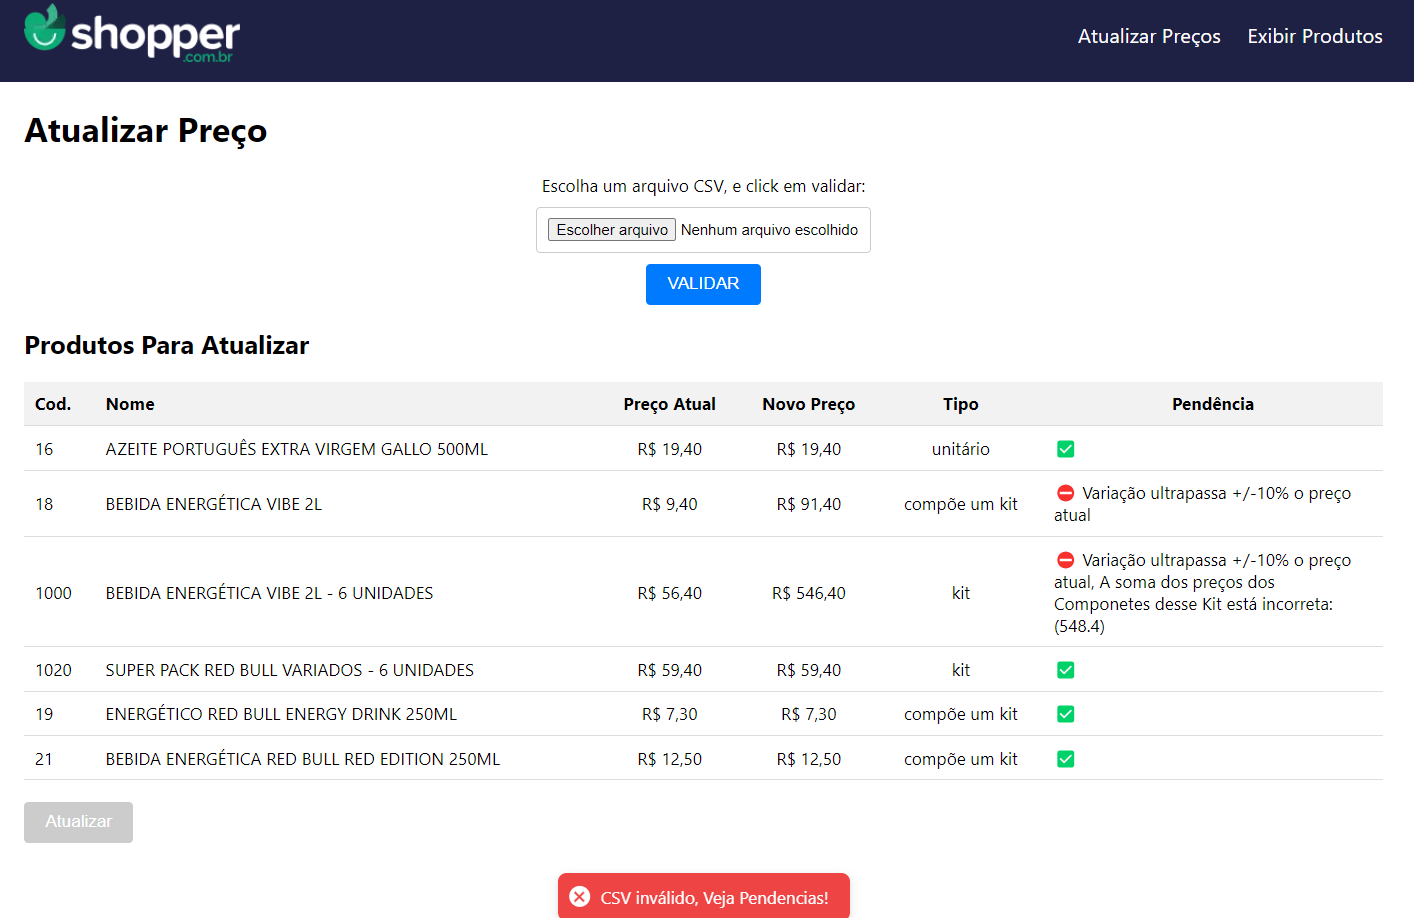 shopper
.com.br
Atualizar Preços Exibir Produtos
Atualizar Preço
Escolha um arquivo CSV, e click em validar:
Escolher arquivo Nenhum arquivo escolhido
VALIDAR
Produtos Para Atualizar
Cod. Nome Preço Atual Novo Preço Tipo Pendência
16 AZEITE PORTUGUÊS EXTRA VIRGEM GALLO 500ML R$ 19,40 R$ 19,40 unitário
18 BEBIDA ENERGÉTICA VIBE 2L R$ 9,40 R$ 91,40 compõe um kit Variação ultrapassa +/-10% o preço
atual
1000 BEBIDA ENERGÉTICA VIBE 2L - 6 UNIDADES R$ 56,40 R$ 546,40 kit Variação ultrapassa +/-10% o preço
atual, A soma dos preços dos
Componetes desse Kit está incorreta:
(548.4)
1020 SUPER PACK RED BULL VARIADOS - 6 UNIDADES R$ 59,40 R$ 59,40 kit
19 ENERGÉTICO RED BULL ENERGY DRINK 250ML R$ 7,30 R$ 7,30 compõe um kit
21 BEBIDA ENERGÉTICA RED BULL RED EDITION 250ML R$ 12,50 R$ 12,50 compõe um kit
Atualizar
CSV inválido, Veja Pendencias!